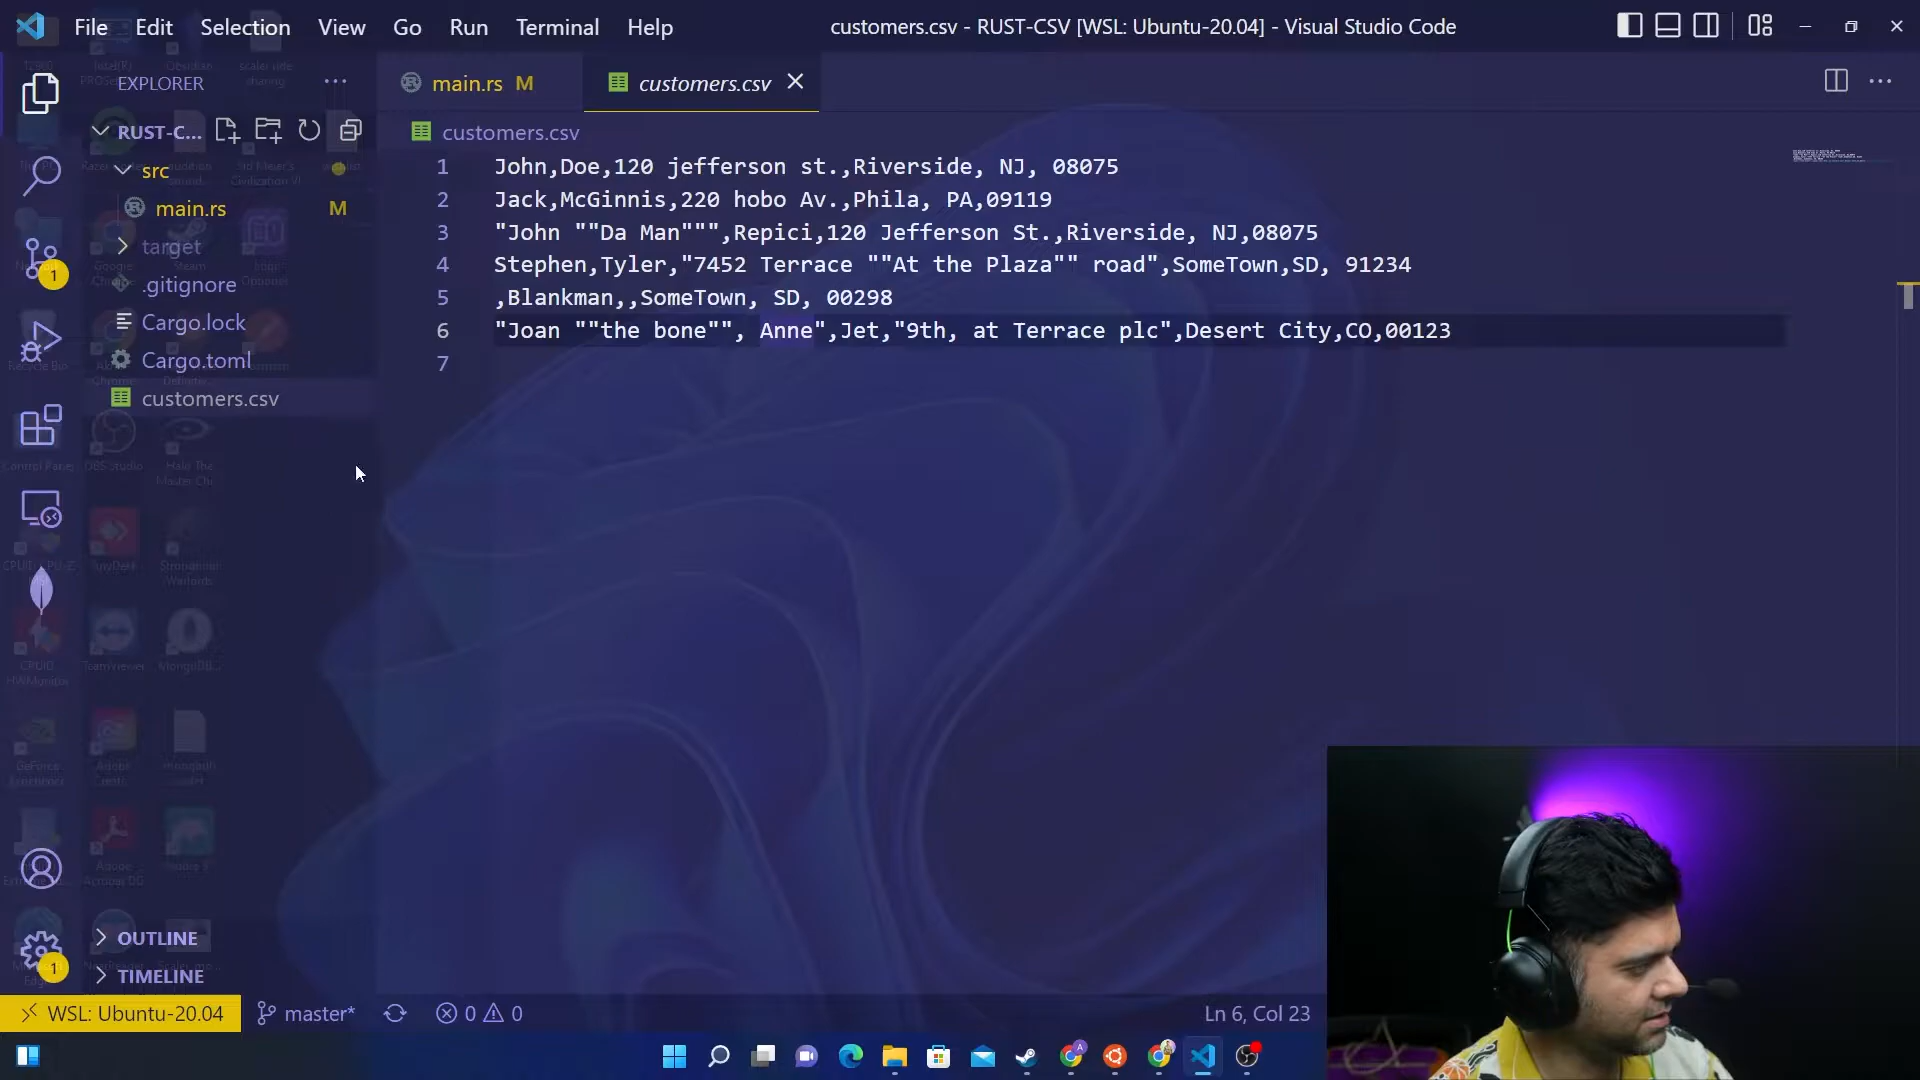 File Edit Selection View Go Run Terminal Help
customers.csv - RUST-CSV [WSL: Ubuntu-20.04] - Visual Studio Code
EXPLORER
RUST-C...
src
main.rs M
target
.gitignore
Cargo.lock
Cargo.toml
customers.csv
OUTLINE
TIMELINE
main.rs M
customers.csv
customers.csv
1 John,Doe,120 jefferson st.,Riverside, NJ, 08075
2 Jack,McGinnis,220 hobo Av.,Phila, PA,09119
3 "John ""Da Man""",Repici,120 Jefferson St.,Riverside, NJ,08075
4 Stephen,Tyler,"7452 Terrace ""At the Plaza"" road",SomeTown,SD, 91234
5 ,Blankman,,SomeTown, SD, 00298
6 "Joan ""the bone"", Anne",Jet,"9th, at Terrace plc",Desert City,CO,00123
7
1
1
WSL: Ubuntu-20.04 master* 0 0 Ln 6, Col 23